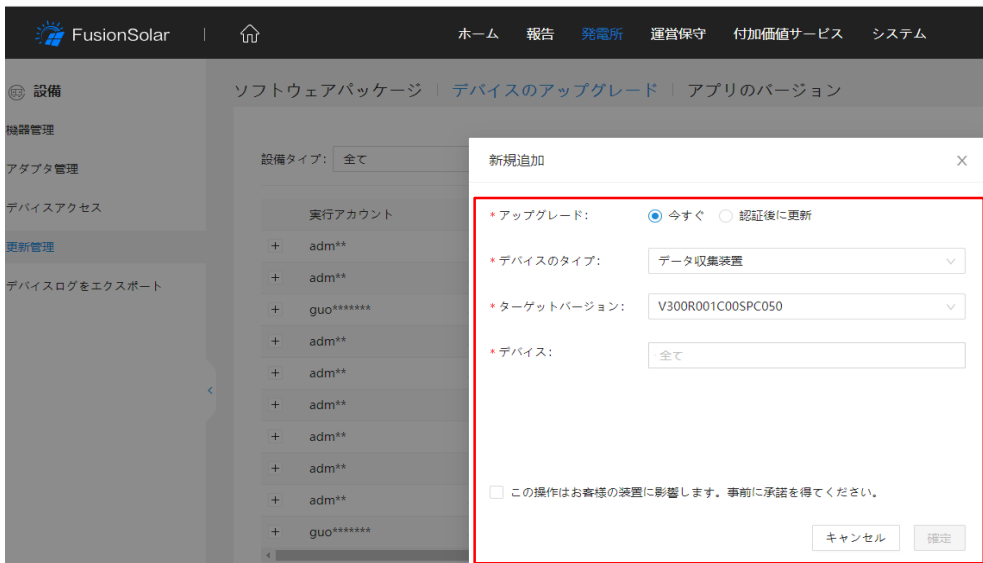 FusionSolar
ホーム 報告 発電所 運営保守 付加価値サービス システム
設備
機器管理
アダプタ管理
デバイスアクセス
更新管理
デバイスログをエクスポート
ソフトウェアパッケージ デバイスのアップグレード アプリのバージョン
設備タイプ: 全て
実行アカウント
+ adm**
+ adm**
+ guo*******
+ adm**
+ adm**
+ adm**
+ adm**
+ adm**
+ adm**
+ guo*******
新規追加
* アップグレード: 今すぐ 認証後に更新
* デバイスのタイプ: データ収集装置
* ターゲットバージョン: V300R001C00SPC050
* デバイス: 全て
この操作はお客様の装置に影響します。事前に承諾を得てください。
キャンセル 確定